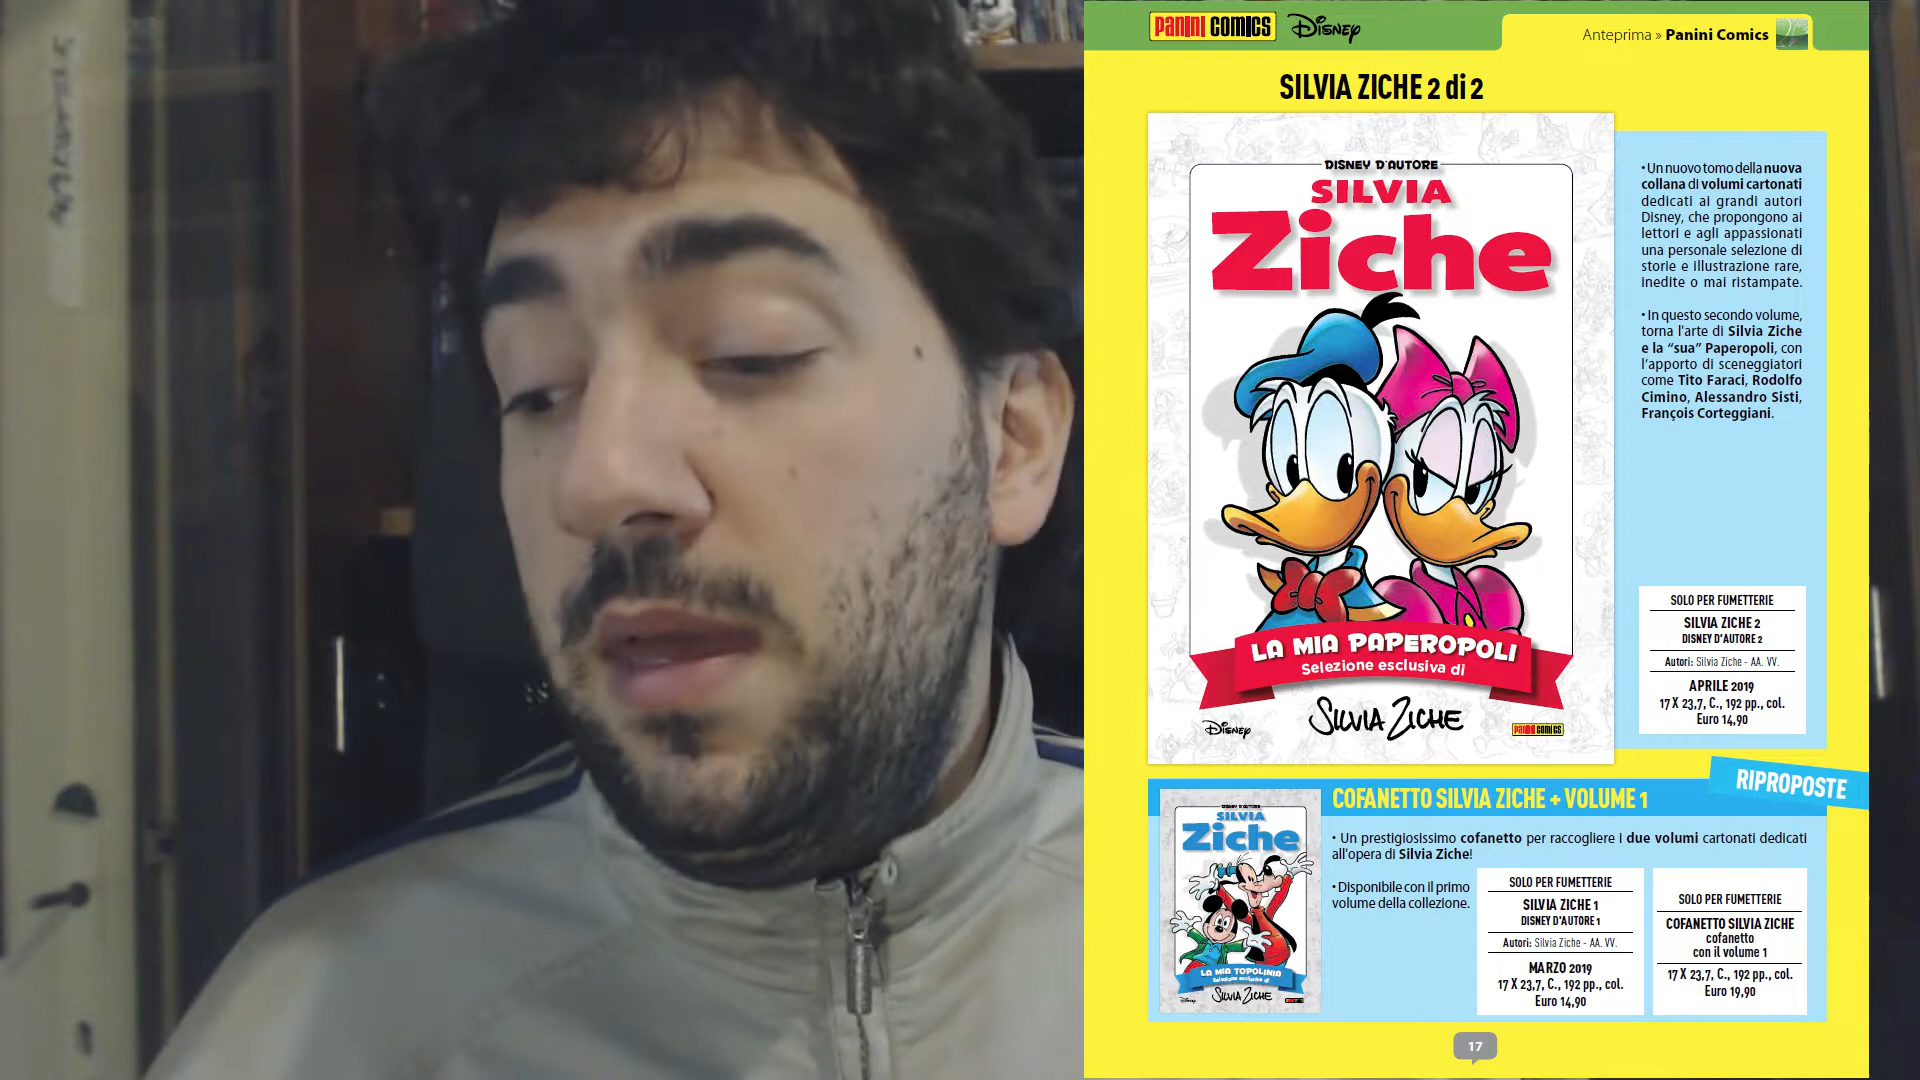 PANINI COMICS Disney
Anteprima » Panini Comics
SILVIA ZICHE 2 di 2
DISNEY D'AUTORE
SILVIA
Ziche
LA MIA PAPEROPOLI
Selezione esclusiva di
SILVIA ZICHE
Disney
PANINI COMICS
• Un nuovo tomo della nuova
collana di volumi cartonati
dedicati ai grandi autori
Disney, che propongono ai
lettori e agli appassionati
una personale selezione di
storie e illustrazione rare,
inedite o mai ristampate.
• In questo secondo volume,
torna l'arte di Silvia Ziche
e la “sua” Paperopoli, con
l'apporto di sceneggiatori
come Tito Faraci, Rodolfo
Cimino, Alessandro Sisti,
François Corteggiani.
SOLO PER FUMETTERIE
SILVIA ZICHE 2
DISNEY D'AUTORE 2
Autori: Silvia Ziche - AA. VV.
APRILE 2019
17 X 23,7, C., 192 pp., col.
Euro 14,90
RIPROPOSTE
COFANETTO SILVIA ZICHE + VOLUME 1
DISNEY D'AUTORE
SILVIA
Ziche
LA MIA TOPOLINIA
Selezione esclusiva di
SILVIA ZICHE
• Un prestigiosissimo cofanetto per raccogliere i due volumi cartonati dedicati
all'opera di Silvia Ziche!
• Disponibile con il primo
volume della collezione.
SOLO PER FUMETTERIE
SILVIA ZICHE 1
DISNEY D'AUTORE 1
Autori: Silvia Ziche - AA. VV.
MARZO 2019
17 X 23,7, C., 192 pp., col.
Euro 14,90
SOLO PER FUMETTERIE
COFANETTO SILVIA ZICHE
cofanetto
con il volume 1
17 X 23,7, C., 192 pp., col.
Euro 19,90
17